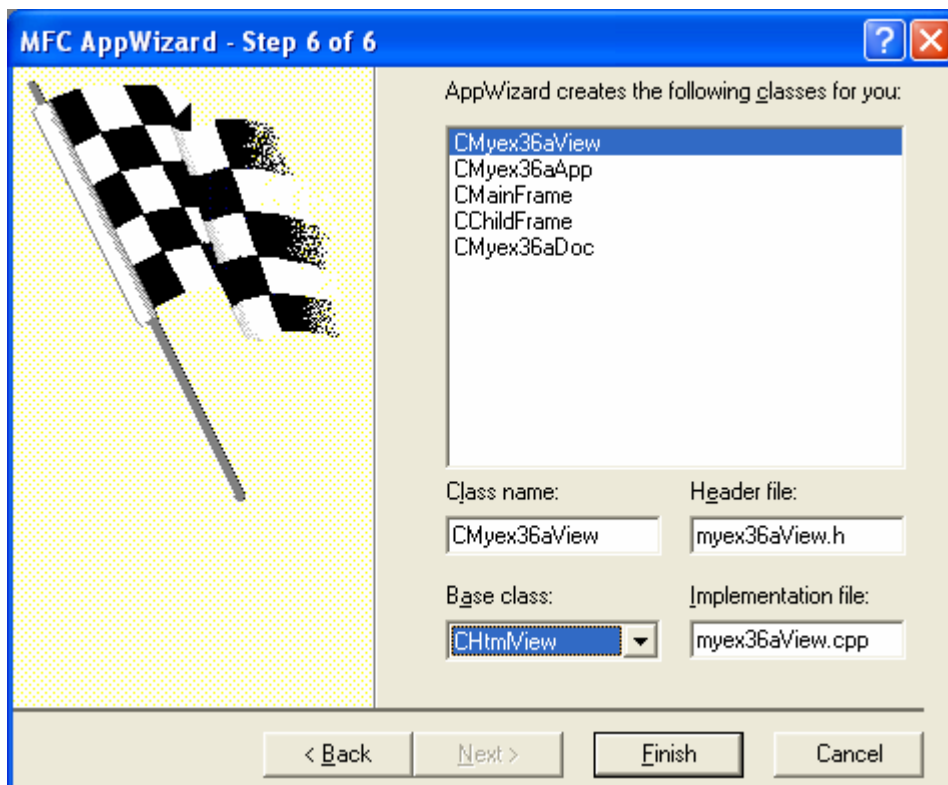 MFC AppWizard - Step 6 of 6
?
AppWizard creates the following classes for you:
CMyex36aView
CMyex36aApp
CMainFrame
CChildFrame
CMyex36aDoc
Class name:
Header file:
CMyex36aView
myex36aView.h
Base class:
Implementation file:
CHtmlView
myex36aView.cpp
< Back
Next >
Finish
Cancel